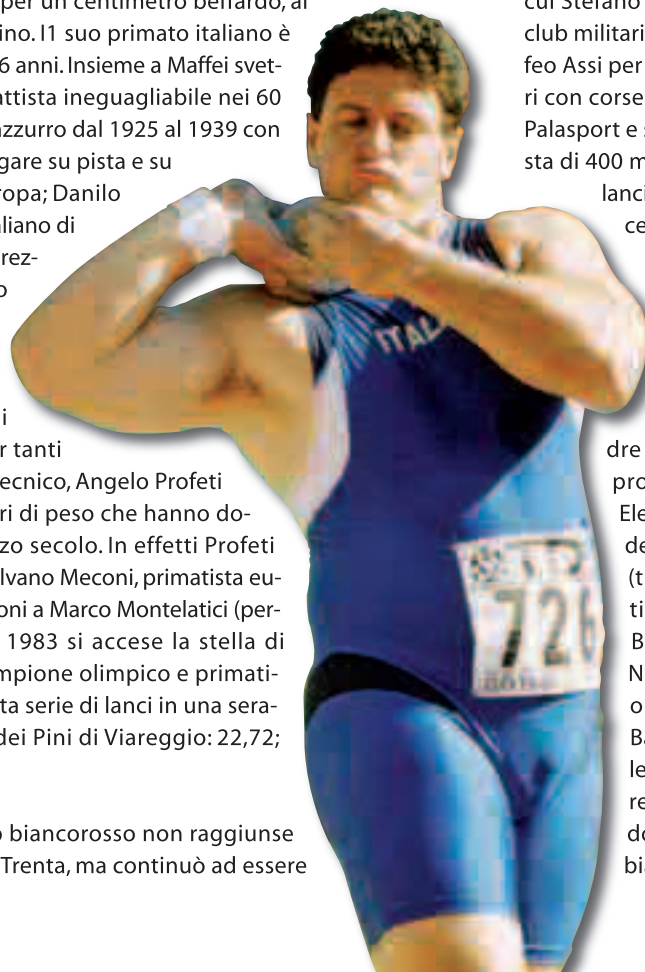 per un centimetro beffardo, al
ino. I1 suo primato italiano è
6 anni. Insieme a Maffei svet-
attista ineguagliabile nei 60
azzurro dal 1925 al 1939 con
gare su pista e su
ropa; Danilo
aliano di
rez-
o
i
r tanti
ecnico, Angelo Profeti
ri di peso che hanno do-
zo secolo. In effetti Profeti
lvano Meconi, primatista eu-
oni a Marco Montelatici (per-
1983 si accese la stella di
mpione olimpico e primati-
ta serie di lanci in una sera-
dei Pini di Viareggio: 22,72;
o biancorosso non raggiunse
Trenta, ma continuò ad essere
ITAL
726
cui Stefano
club militari
feo Assi per
ri con corse
Palasport e s
sta di 400 m
lanci
ce
dre
pro
Ele
de
(t
ti
B
N
o
Ba
le
re
do
bia